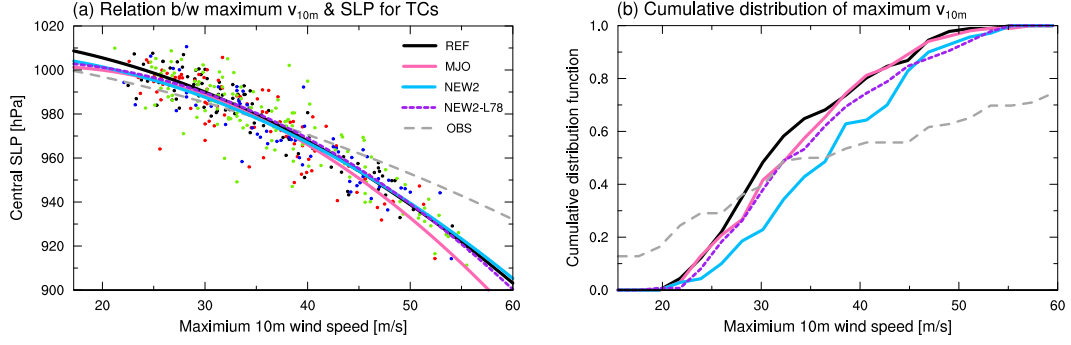 (a) Relation b/w maximum v10m & SLP for TCs
1020
1000
980
960
940
920
900
Central SLP [hPa]
20
30
40
50
60
Maximum 10m wind speed [m/s]
REF
MJO
NEW2
NEW2-L78
OBS
(b) Cumulative distribution of maximum v10m
1.0
0.8
0.6
0.4
0.2
0.0
Cumulative distribution function
20
30
40
50
60
Maximum 10m wind speed [m/s]